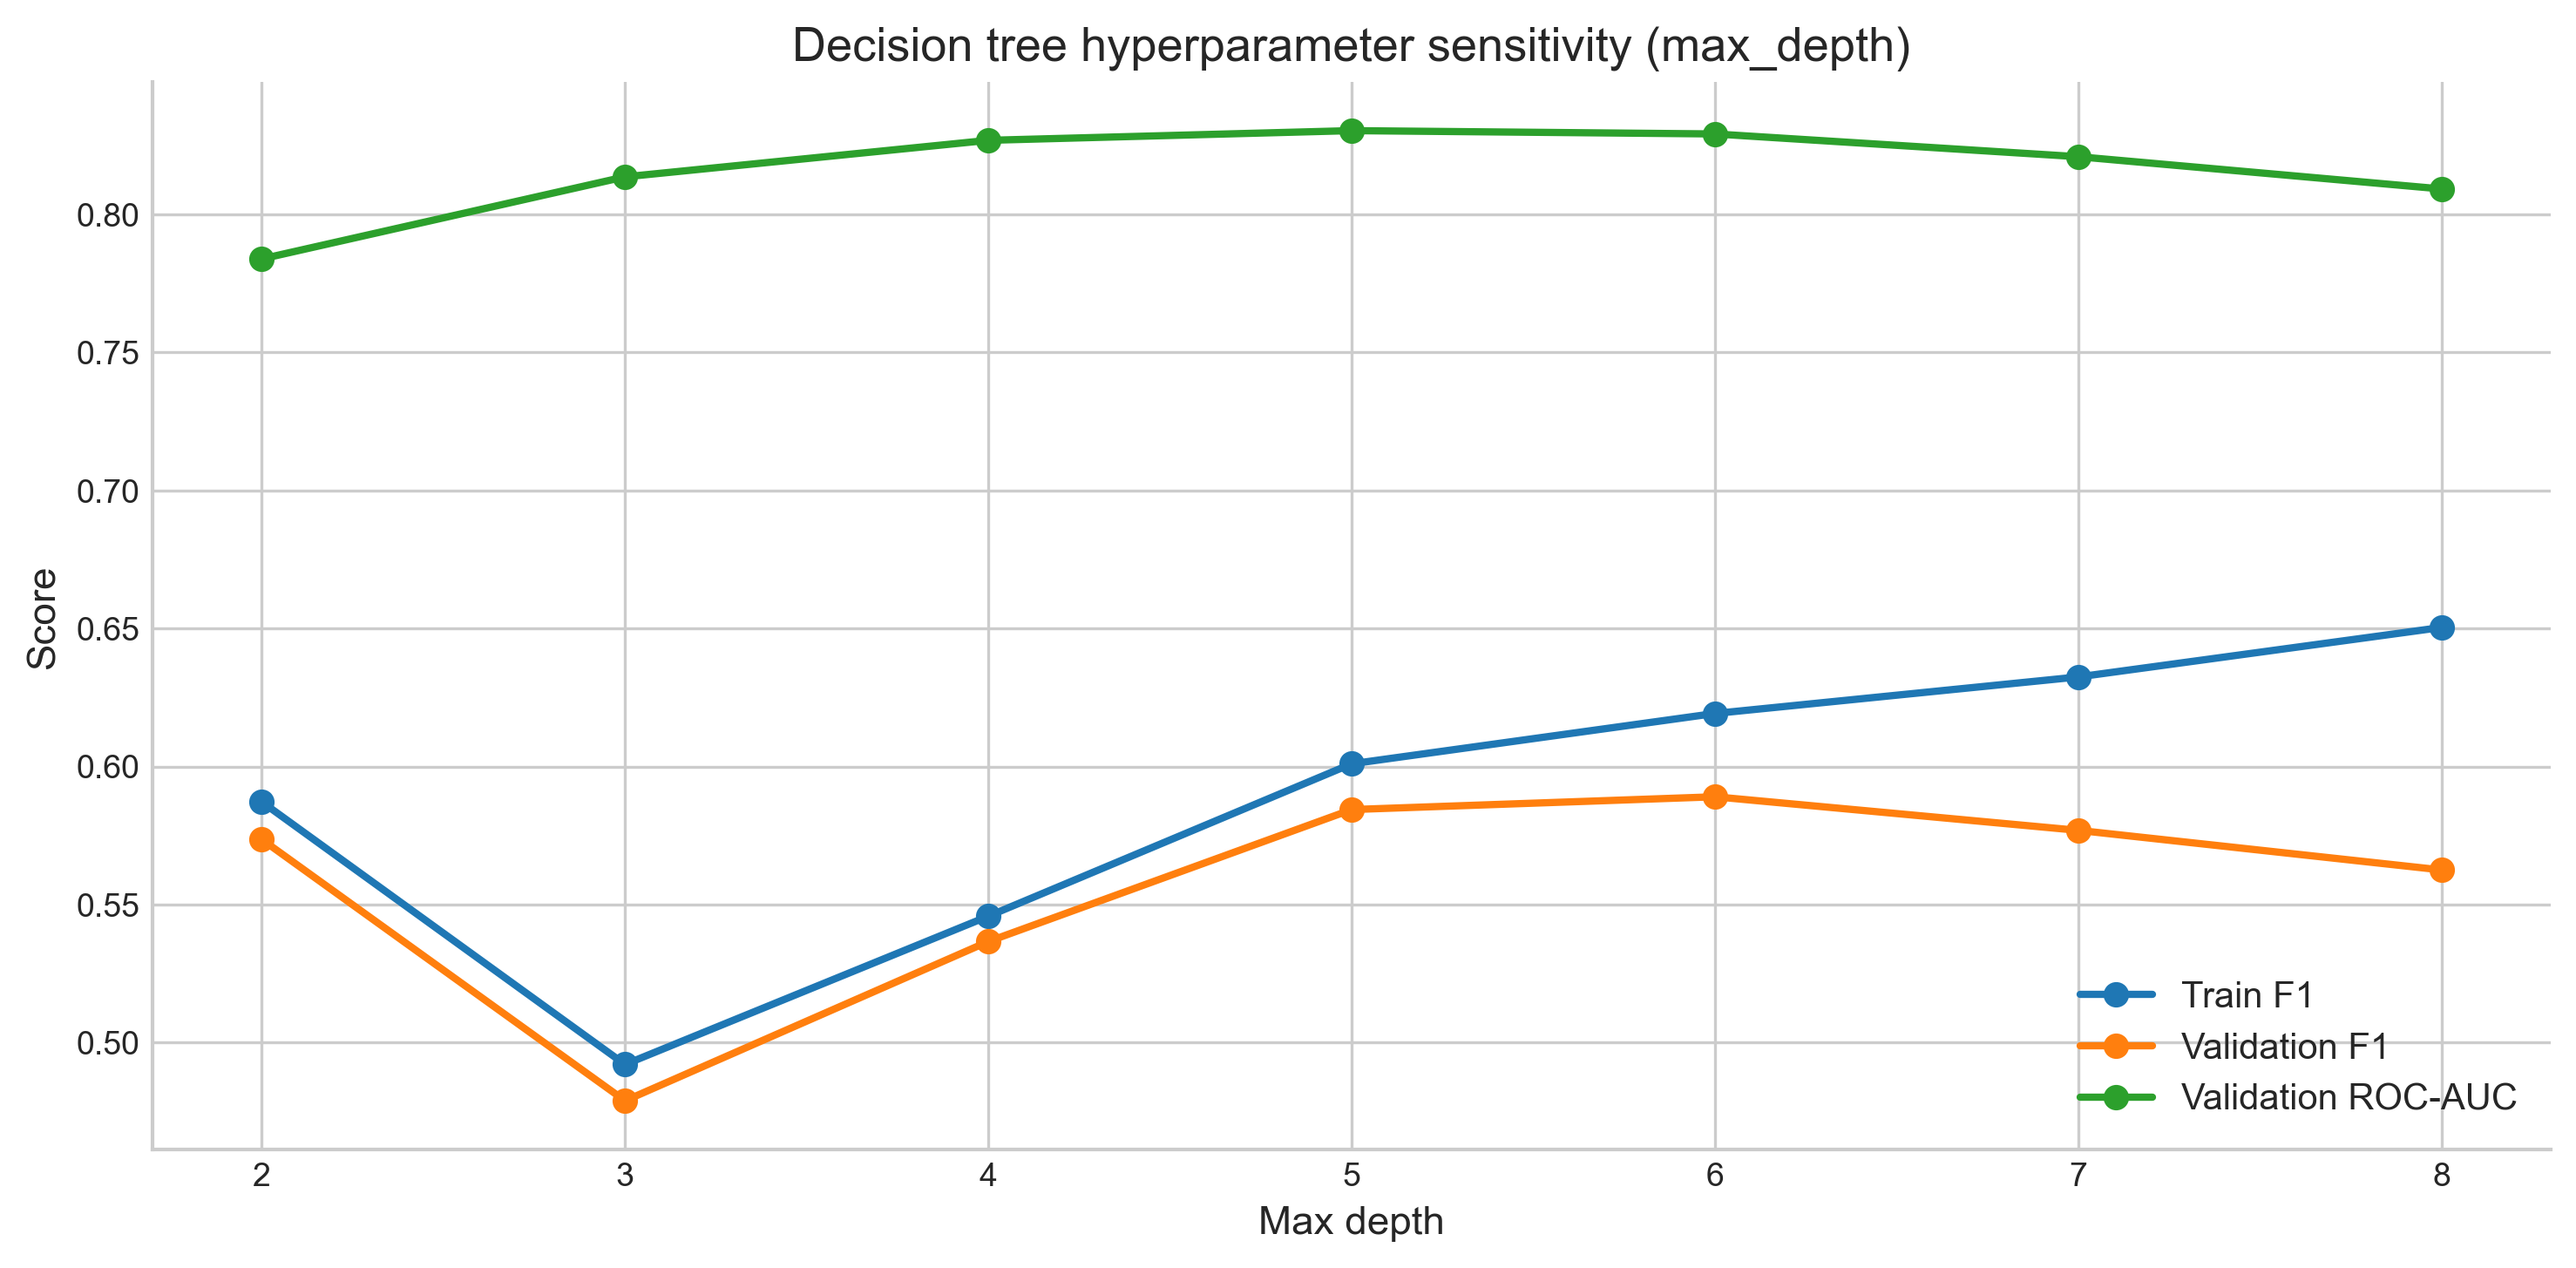 Decision tree hyperparameter sensitivity (max_depth)
Score
0.80
0.75
0.70
0.65
0.60
0.55
0.50
Train F1
Validation F1
Validation ROC-AUC
2 3 4 5 6 7 8
Max depth